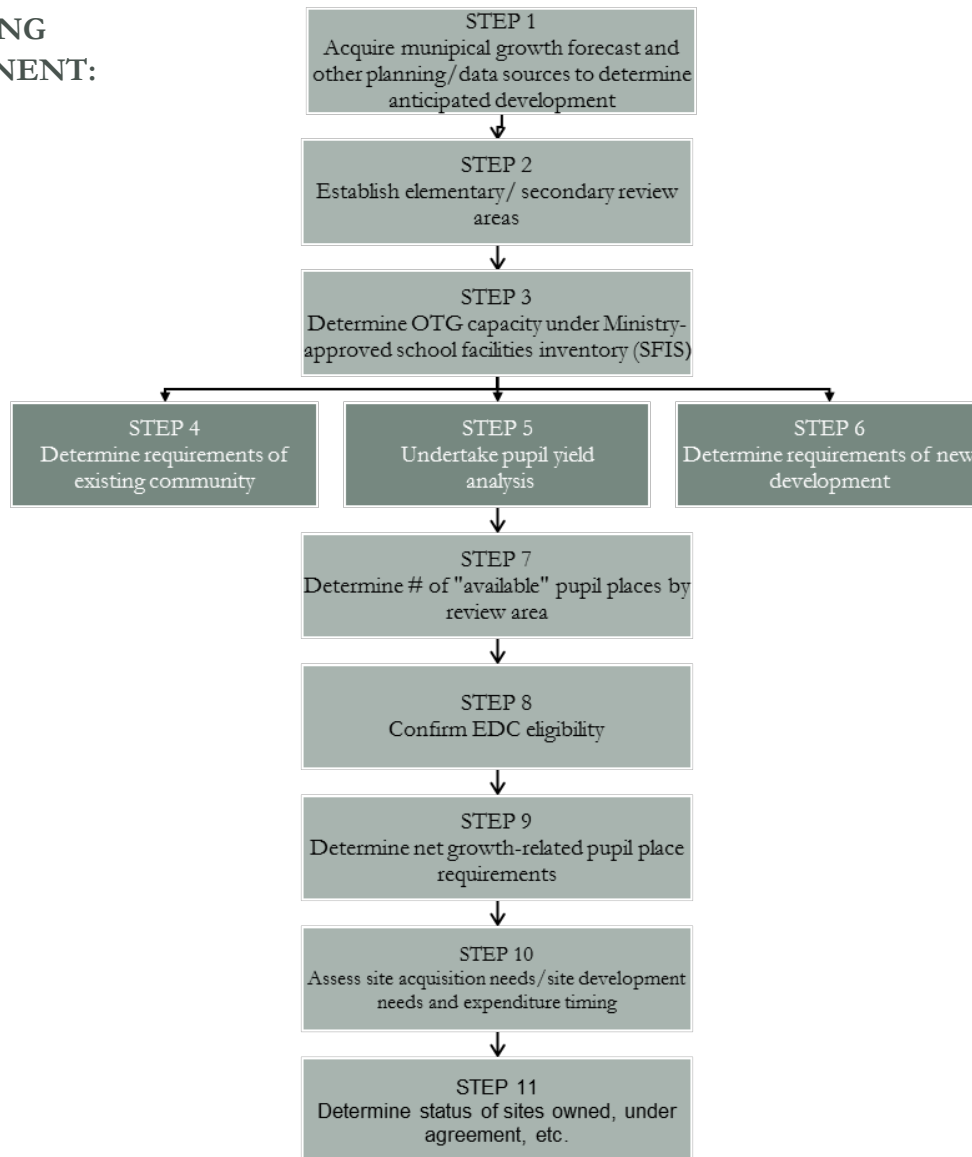 NG
NENT:
STEP 1
Acquire munipical growth forecast and
other planning/data sources to determine
anticipated development
STEP 2
Establish elementary/ secondary review
areas
STEP 3
Determine OTG capacity under Ministry-
approved school facilities inventory (SFIS)
STEP 4
Determine requirements of
existing community
STEP 5
Undertake pupil yield
analysis
STEP 6
Determine requirements of new
development
STEP 7
Determine # of "available" pupil places by
review area
STEP 8
Confirm EDC eligibility
STEP 9
Determine net growth-related pupil place
requirements
STEP 10
Assess site acquisition needs/site development
needs and expenditure timing
STEP 11
Determine status of sites owned, under
agreement, etc.